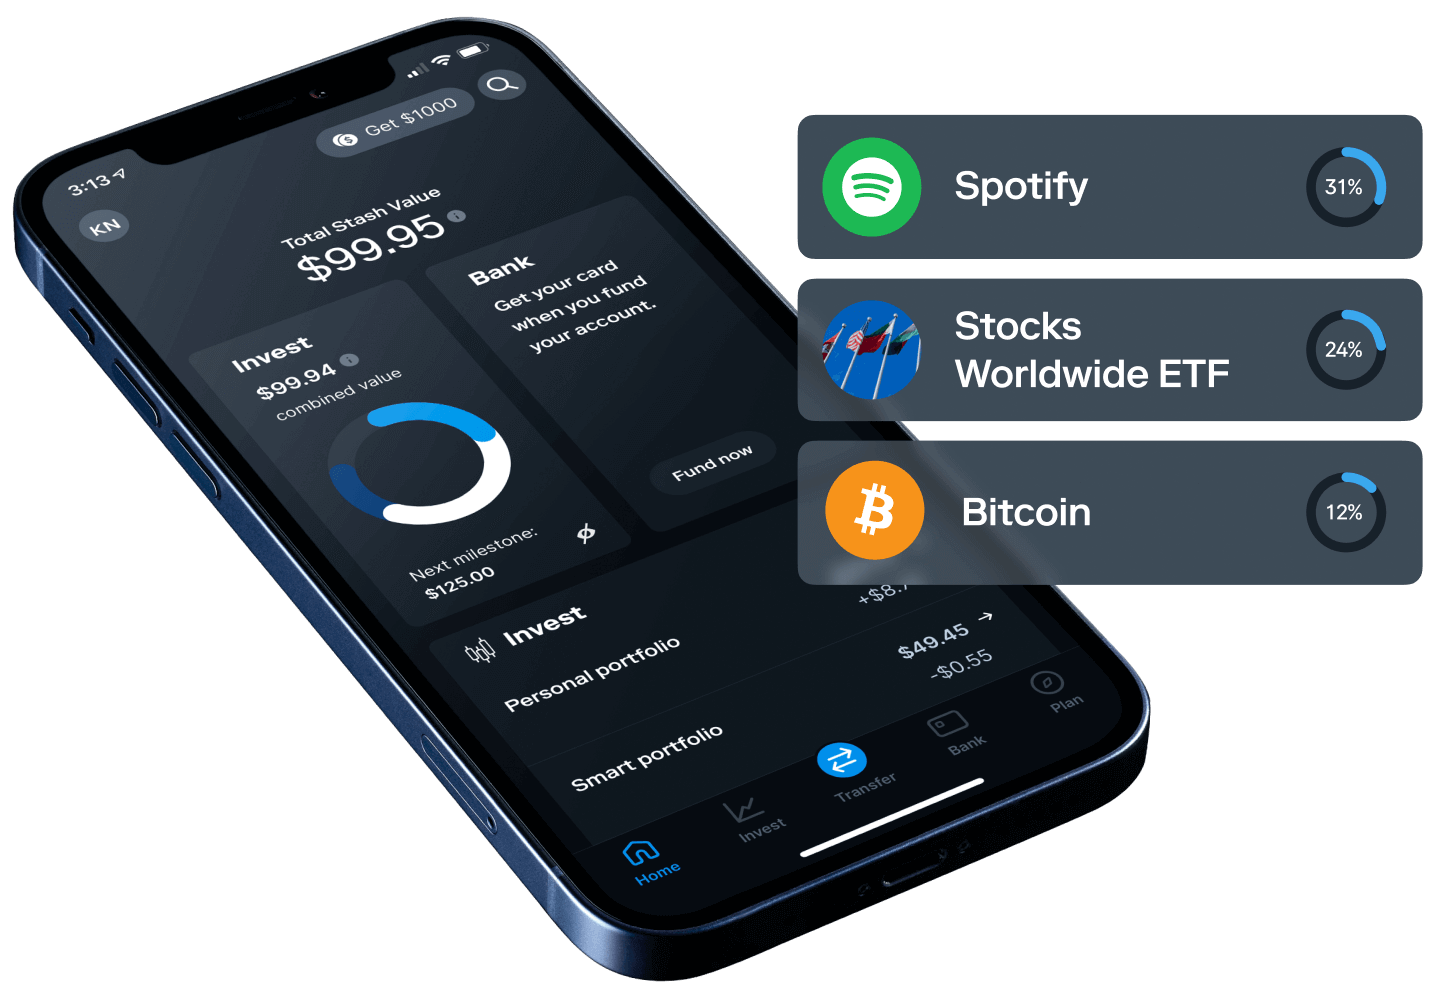 3:13
Get $1000
KN
Total Stash Value
$99.95
Invest
$99.94
combined value
Next milestone:
$125.00
Bank
Get your card
when you fund
your account.
Fund now
Invest
Personal portfolio
Smart portfolio
$49.45
-$0.55
Home
Invest
Transfer
Bank
Plan
Spotify
31%
Stocks
Worldwide ETF
24%
Bitcoin
12%